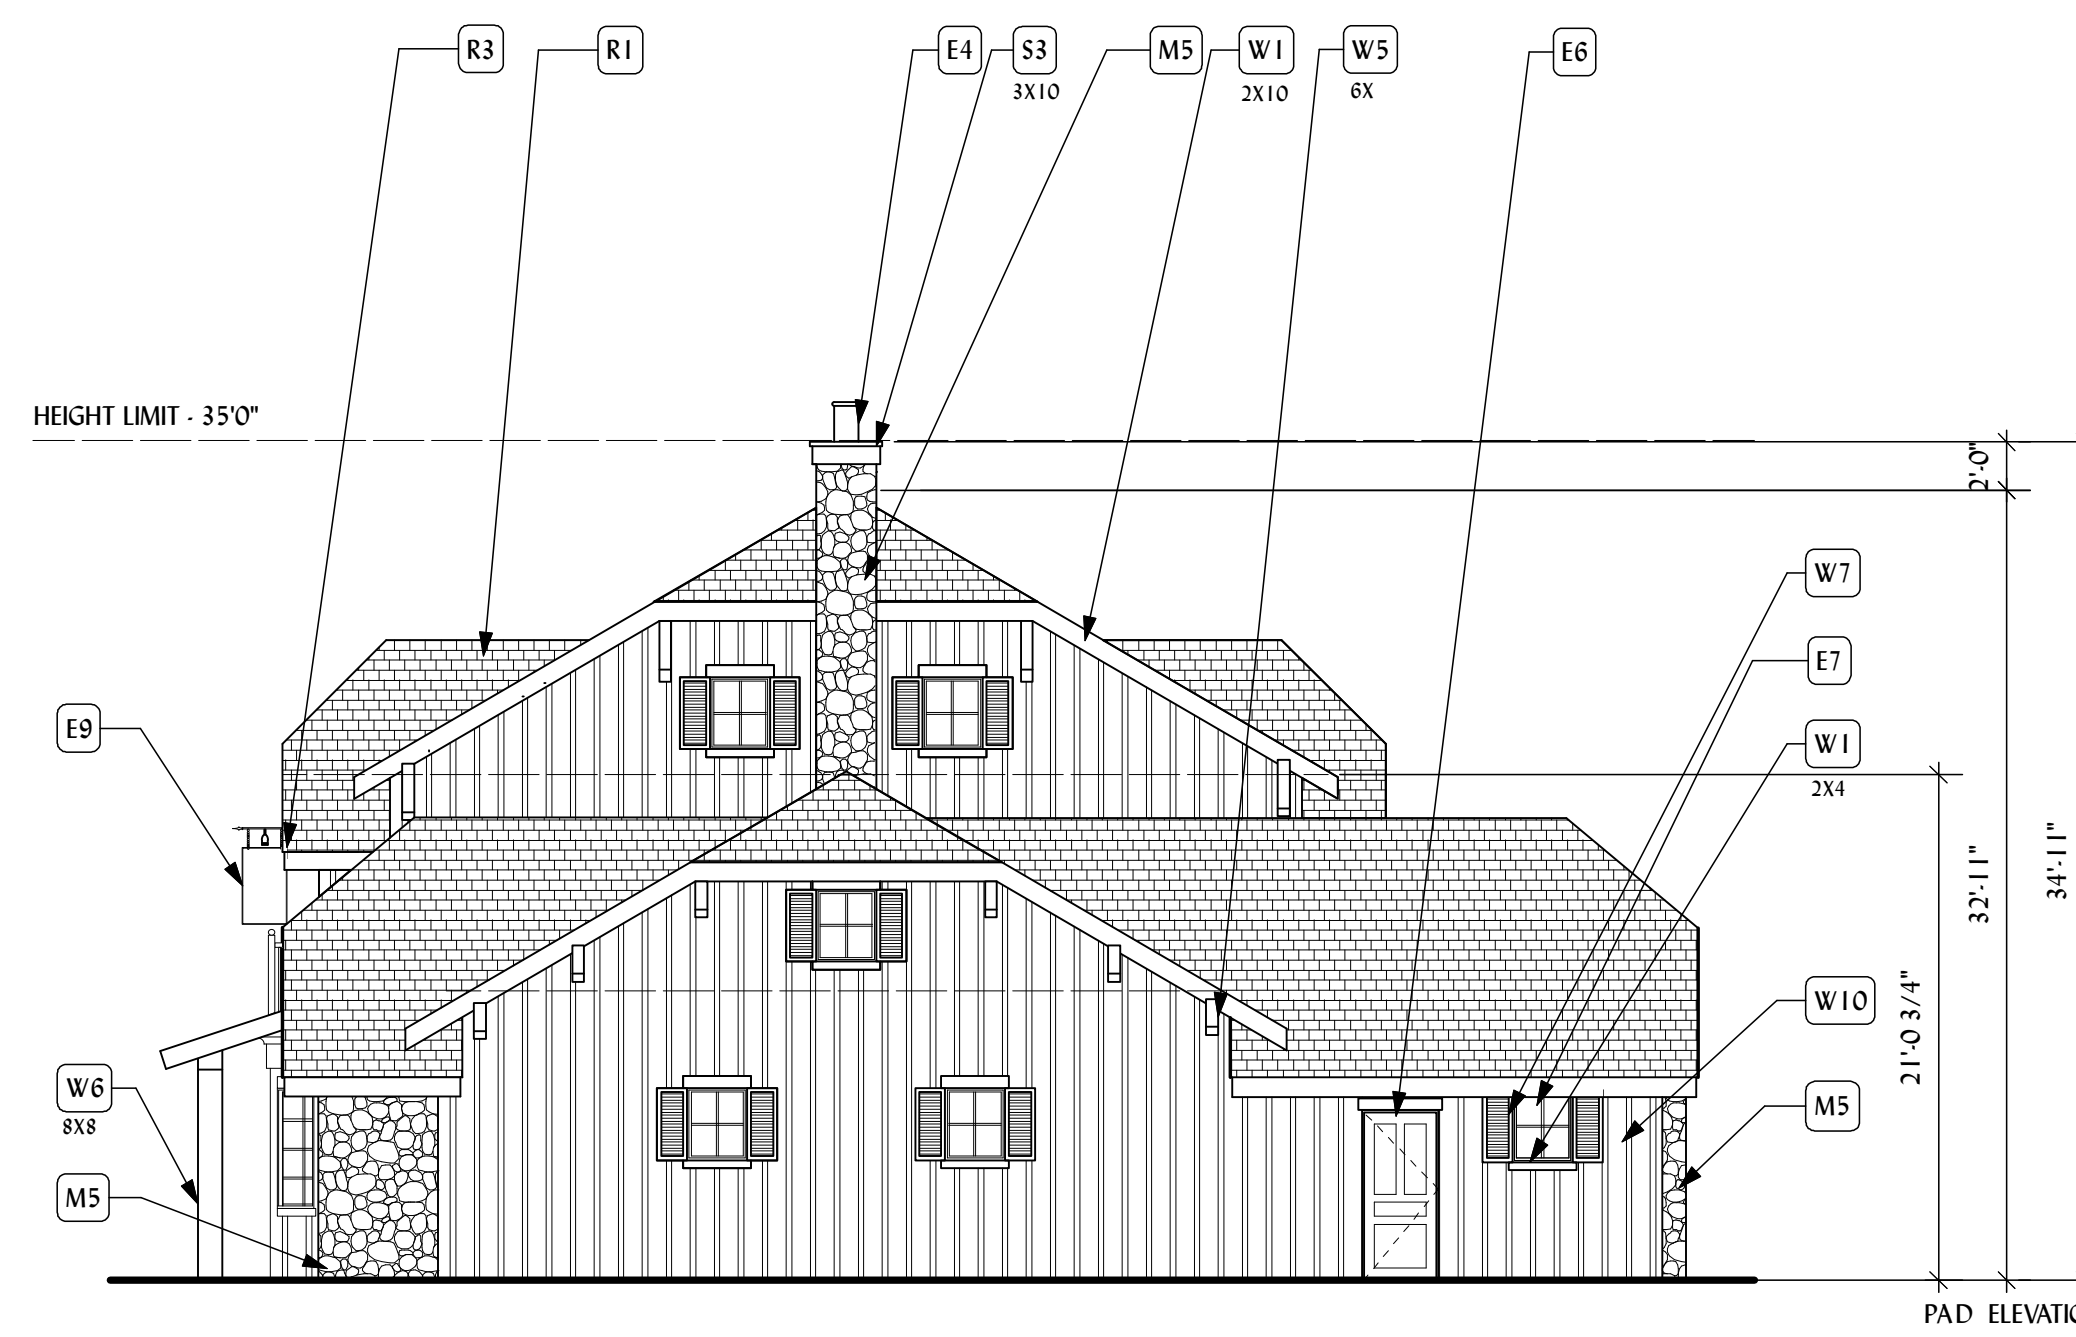 R3
R1
E4
S3
3X10
M5
W1
2X10
W5
6X
E6
HEIGHT LIMIT - 35'0"
2'-0"
W7
E7
W1
2X4
E9
32'-11"
34'-11"
21'-0 3/4"
W10
W6
8X8
M5
M5
PAD